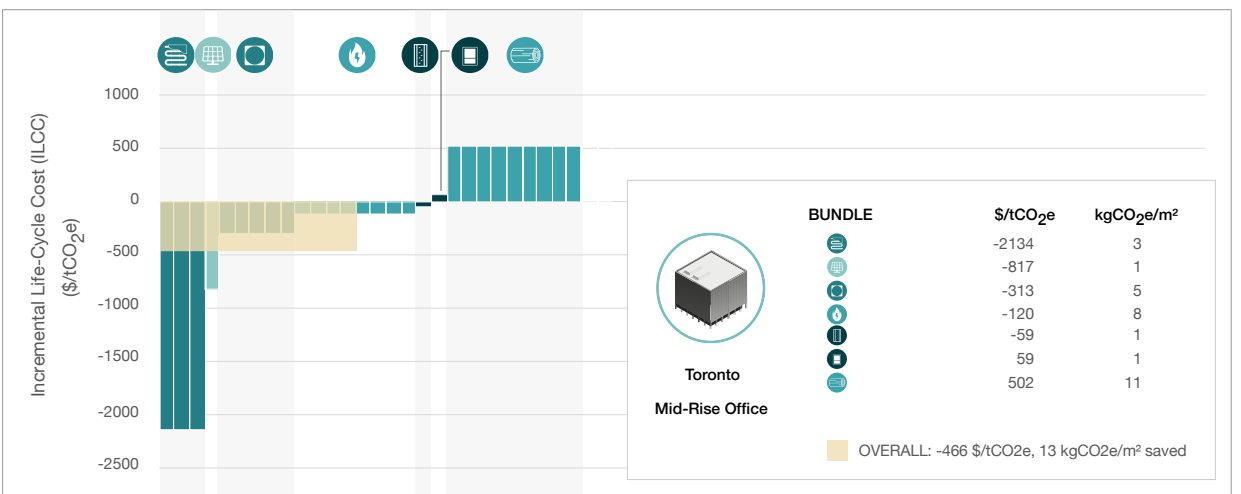 1000
500
0
-500
-1000
-1500
-2000
-2500
Incremental Life-Cycle Cost (ILCC)
($/tCO2e)
BUNDLE $/tCO2e kgCO2e/m²
-2134 3
-817 1
-313 5
-120 8
-59 1
59 1
502 11
Toronto
Mid-Rise Office
OVERALL: -466 $/tCO2e, 13 kgCO2e/m² saved